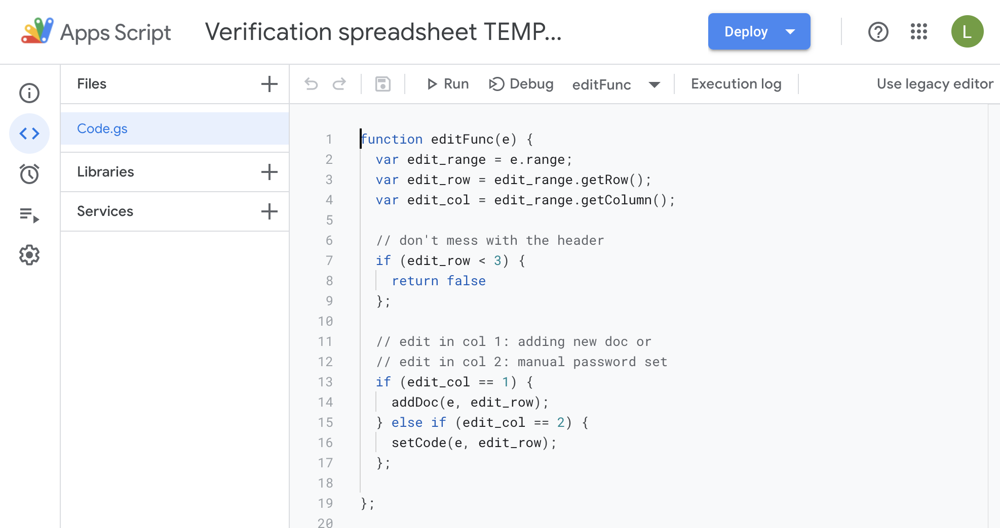 Apps Script
Verification spreadsheet TEMP...
Deploy
L
Files
Code.gs
Libraries
Services
Run
Debug
editFunc
Execution log
Use legacy editor
1 function editFunc(e) {
2 var edit_range = e.range;
3 var edit_row = edit_range.getRow();
4 var edit_col = edit_range.getColumn();
5
6 // don't mess with the header
7 if (edit_row < 3) {
8 return false
9 };
10
11 // edit in col 1: adding new doc or
12 // edit in col 2: manual password set
13 if (edit_col == 1) {
14 addDoc(e, edit_row);
15 } else if (edit_col == 2) {
16 setCode(e, edit_row);
17 };
18
19 };
20